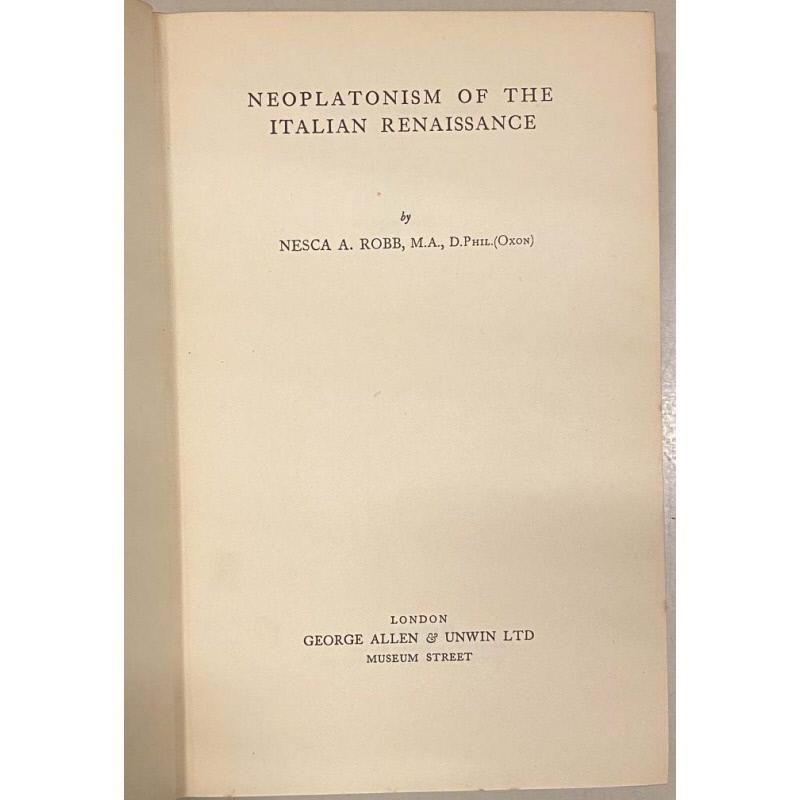 NEOPLATONISM OF THE
ITALIAN RENAISSANCE
by
NESCA A. ROBB, M.A., D.PHIL.(OXON)
LONDON
GEORGE ALLEN & UNWIN LTD
MUSEUM STREET